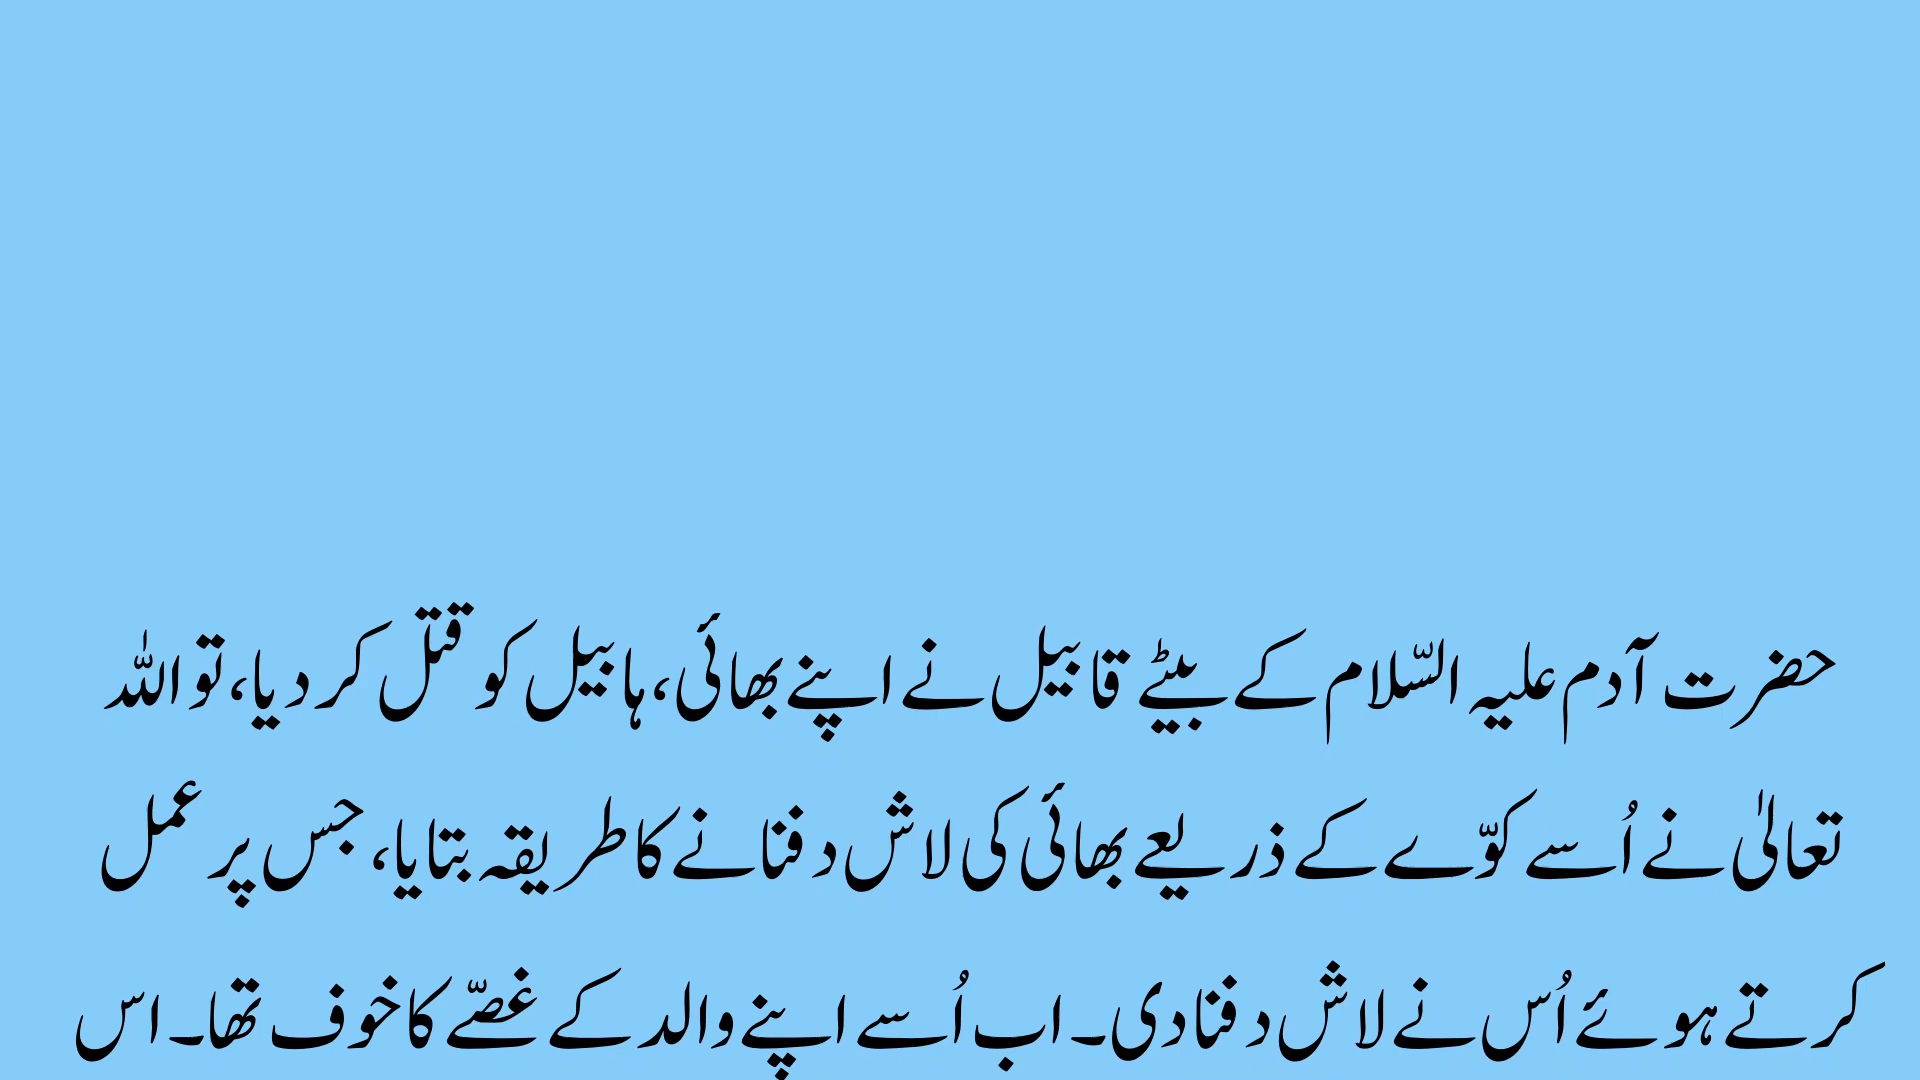 حضرت آدم علیہ السّلام کے بیٹے قابیل نے اپنے بھائی، ہابیل کو قتل کر دیا، تو اللہ
تعالیٰ نے اُسے کوّے کے ذریعے بھائی کی لاش دفنانے کا طریقہ بتایا، جس پر عمل
کرتے ہوئے اُس نے لاش دفنا دی۔ اب اُسے اپنے والد کے غصّے کا خوف تھا۔ اس